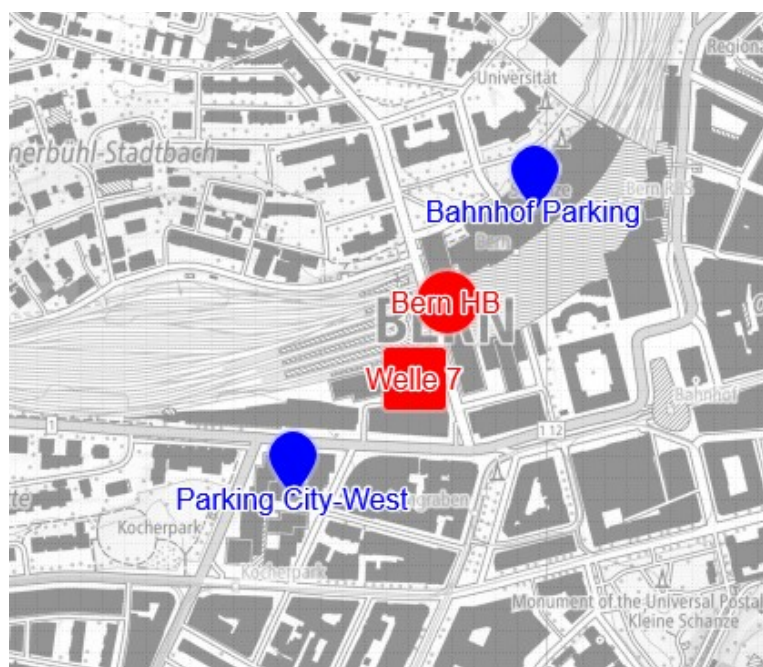 Universität
Regiona
nerbühl-Stadtbach
Bern RBS
Bahnhof Parking
Bern
Bern HB
BERN
Welle 7
Bahnhof
1
1 12
Parking City-West
graben
Kocherpark
Kocherpark
Monument of the Universal Postal
Kleine Schanze